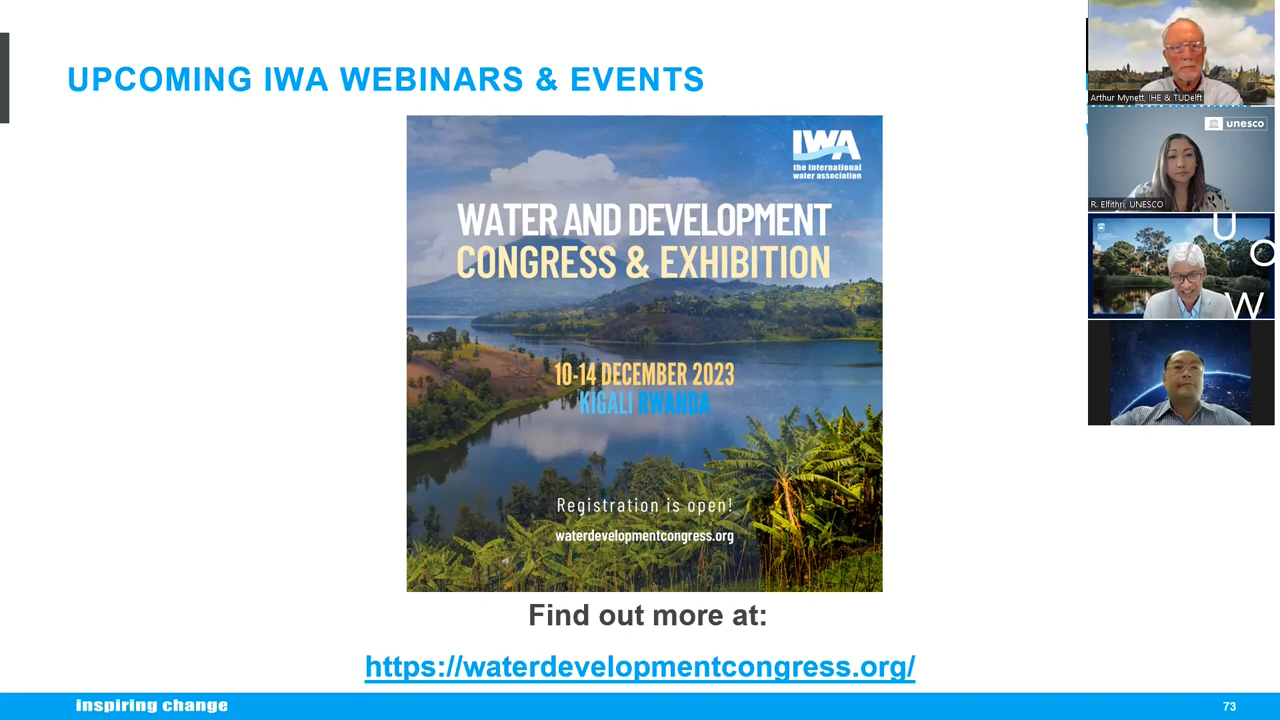 UPCOMING IWA WEBINARS & EVENTS
IWA
the international
water association
WATER AND DEVELOPMENT
CONGRESS & EXHIBITION
10-14 DECEMBER 2023
KIGALI RWANDA
Registration is open!
waterdevelopmentcongress.org
Find out more at:
https://waterdevelopmentcongress.org/
inspiring change
73
Arthur Mynett, IHE & TUDelft
unesco
R. Elfithri, UNESCO
U
O
W